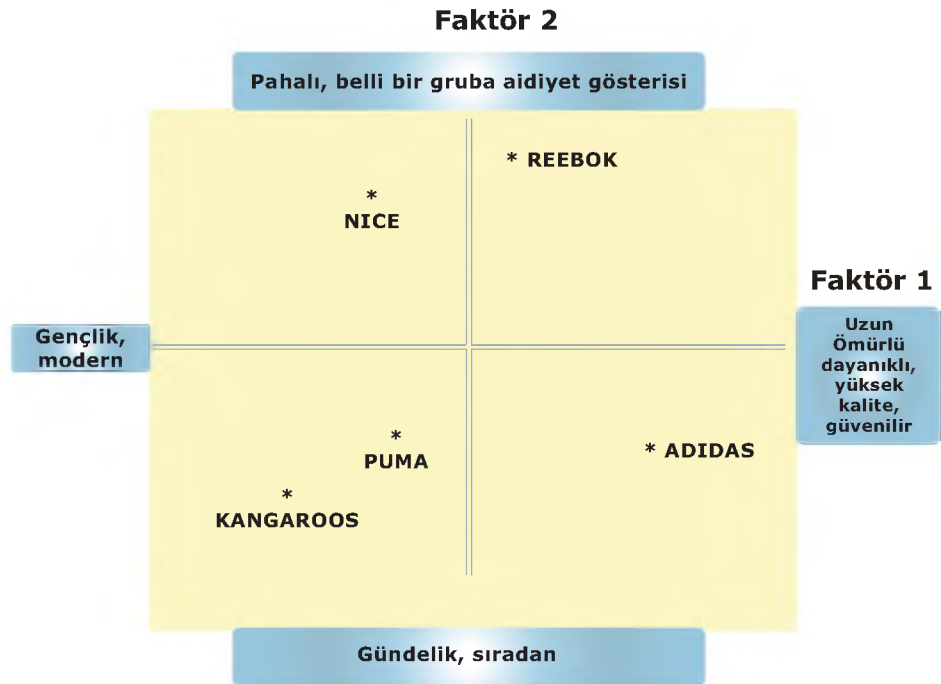 Faktör 2
Pahalı, belli bir gruba aidiyet gösterisi
* REEBOK
*
NICE
Faktör 1
Gençlik,
modern
Uzun
Ömürlü
dayanıklı,
yüksek
kalite,
güvenilir
*
PUMA
* ADIDAS
*
KANGAROOS
Gündelik, sıradan